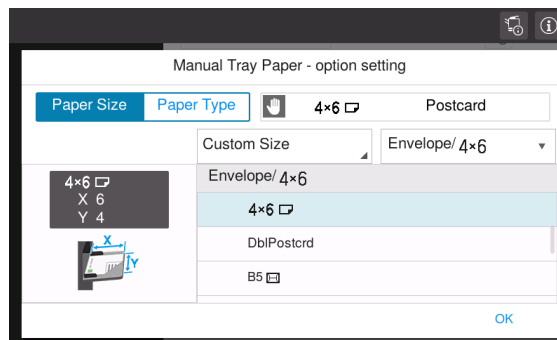 Manual Tray Paper - option setting
Paper Size Paper Type 4×6 Postcard
Custom Size Envelope/ 4×6
Envelope/ 4×6
4×6
X 6
Y 4
4×6
DblPostcrd
B5
X
Y
OK